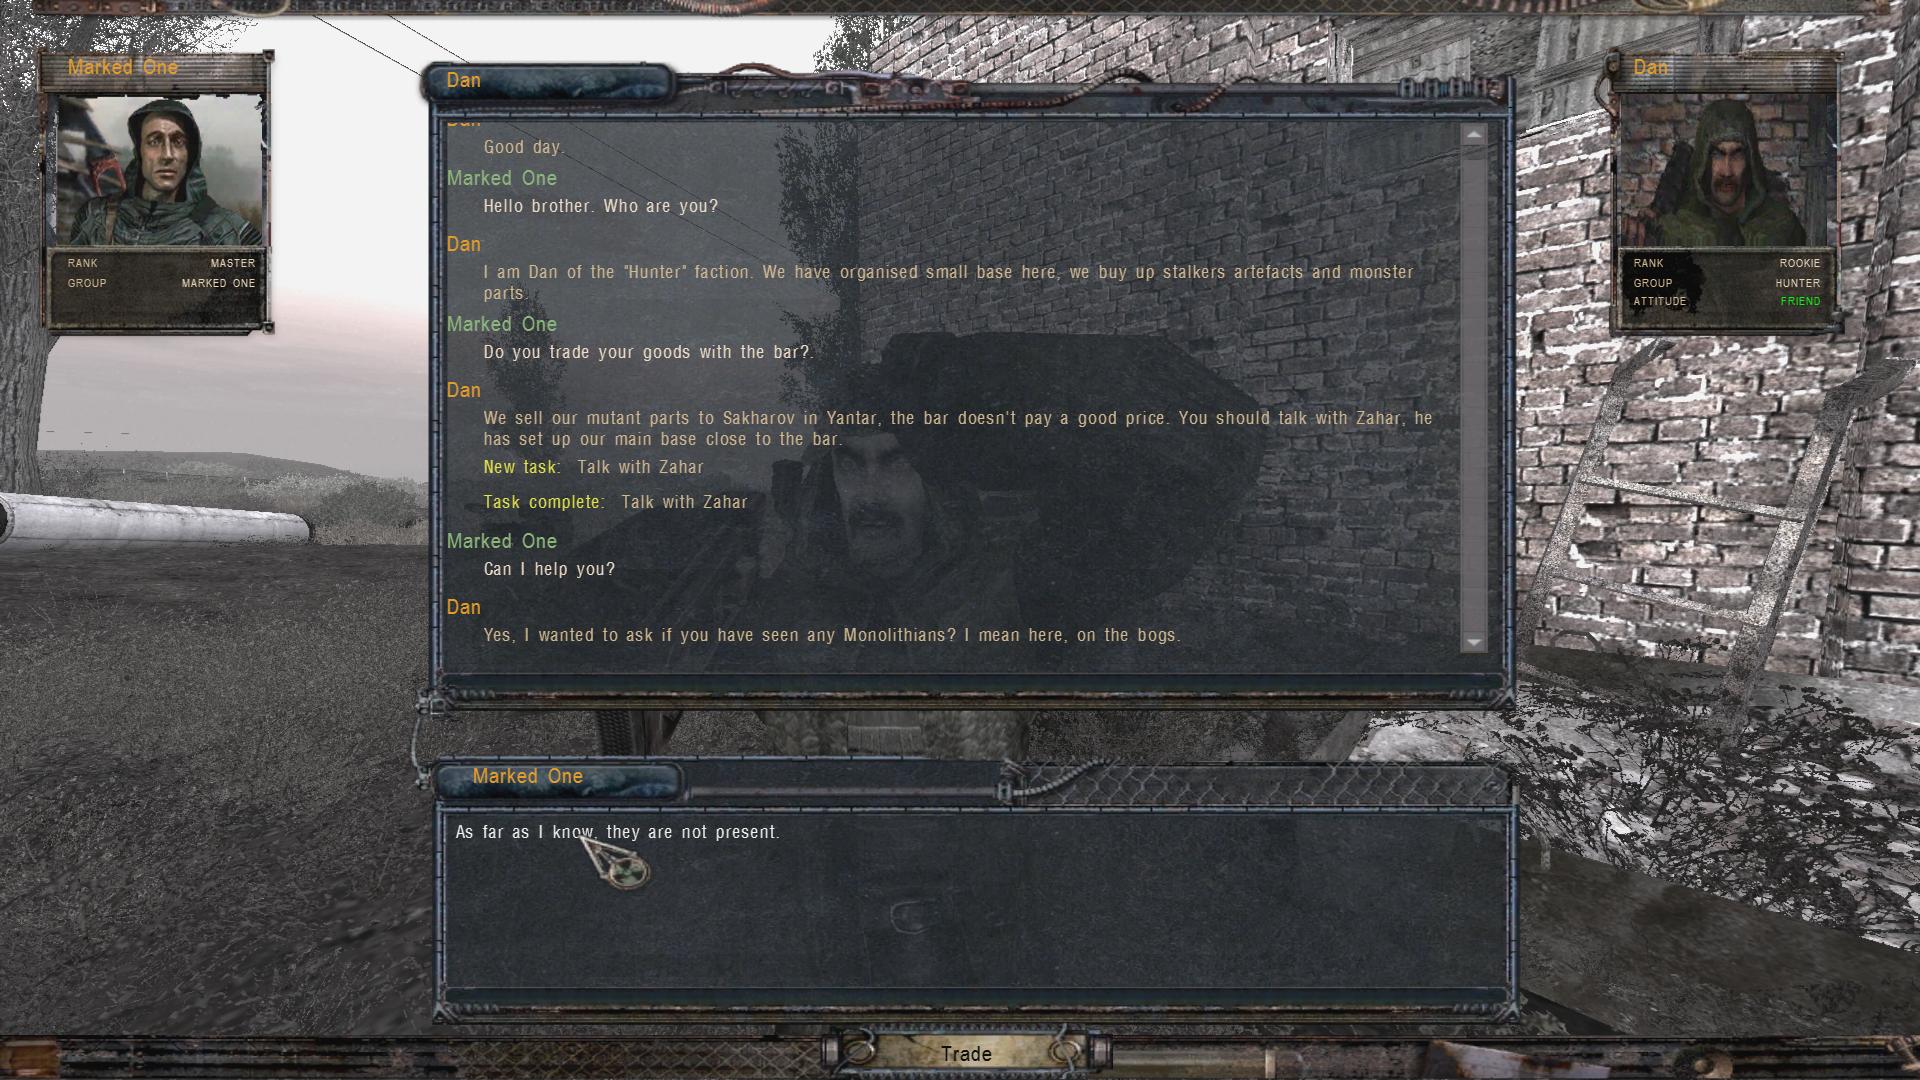 Marked One
RANK MASTER
GROUP MARKED ONE
Dan
Dan
Good day.
Marked One
Hello brother. Who are you?
Dan
I am Dan of the "Hunter" faction. We have organised small base here, we buy up stalkers artefacts and monster
parts.
Marked One
Do you trade your goods with the bar?.
Dan
We sell our mutant parts to Sakharov in Yantar, the bar doesn't pay a good price. You should talk with Zahar, he
has set up our main base close to the bar.
New task: Talk with Zahar
Task complete: Talk with Zahar
Marked One
Can I help you?
Dan
Yes, I wanted to ask if you have seen any Monolithians? I mean here, on the bogs.
Dan
RANK ROOKIE
GROUP HUNTER
ATTITUDE FRIEND
Marked One
As far as I know, they are not present.
Trade